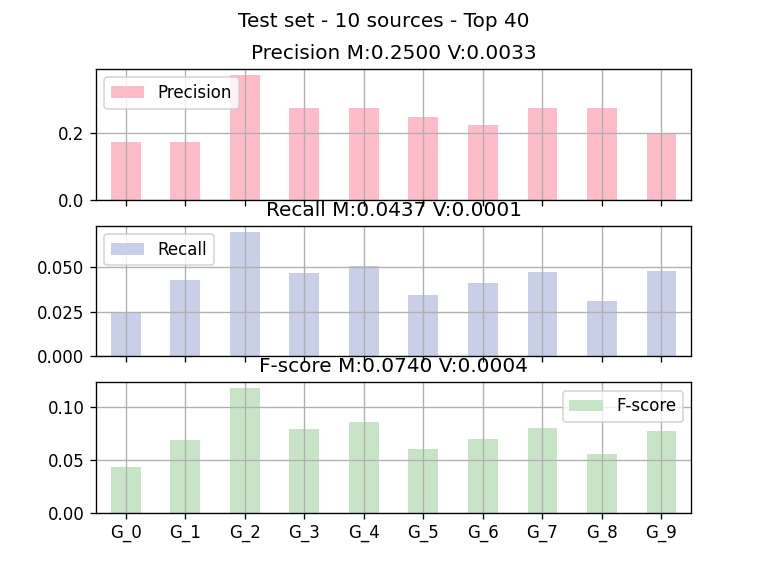 Test set - 10 sources - Top 40
Precision M:0.2500 V:0.0033
Precision
0.2
0.0
Recall M:0.0437 V:0.0001
Recall
0.050
0.025
0.000
F-score M:0.0740 V:0.0004
F-score
0.10
0.05
0.00
G_0 G_1 G_2 G_3 G_4 G_5 G_6 G_7 G_8 G_9